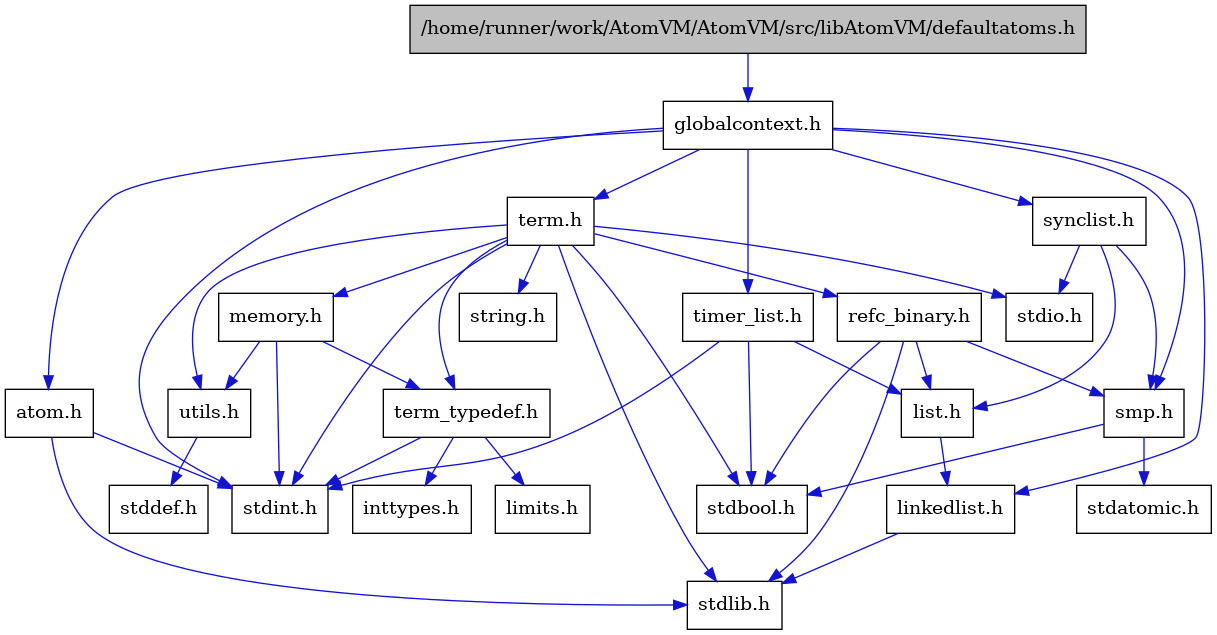 /home/runner/work/AtomVM/AtomVM/src/libAtomVM/defaultatoms.h
globalcontext.h
term.h
synclist.h
memory.h
string.h
timer_list.h
refc_binary.h
stdio.h
atom.h
utils.h
term_typedef.h
list.h
smp.h
stddef.h
stdint.h
inttypes.h
limits.h
stdbool.h
linkedlist.h
stdatomic.h
stdlib.h